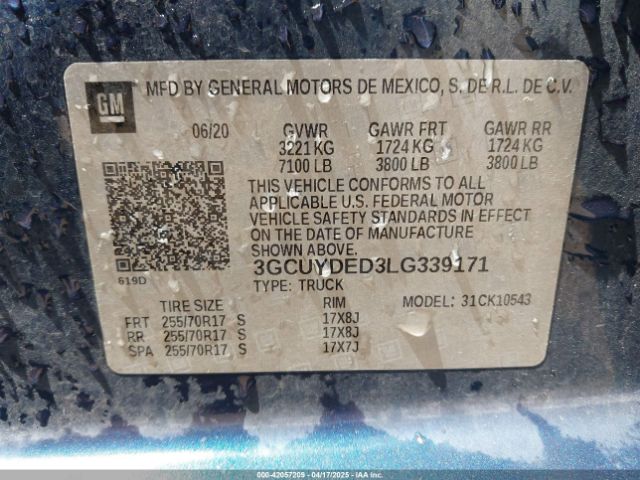 GM
MFD BY GENERAL MOTORS DE MEXICO, S. DE R.L. DE C.V.
06/20 GVWR GAWR FRT GAWR RR
3221 KG 1724 KG 1724 KG
7100 LB 3800 LB 3800 LB
THIS VEHICLE CONFORMS TO ALL
APPLICABLE U.S. FEDERAL MOTOR
VEHICLE SAFETY STANDARDS IN EFFECT
ON THE DATE OF MANUFACTURE
SHOWN ABOVE.
619D
3GCUYDED3LG339171
TYPE: TRUCK
TIRE SIZE RIM MODEL: 31CK10543
FRT 255/70R17 S 17X8J
RR 255/70R17 S 17X8J
SPA 255/70R17 S 17X7J
000-42057209 - 04/17/2025 - IAAI.COM